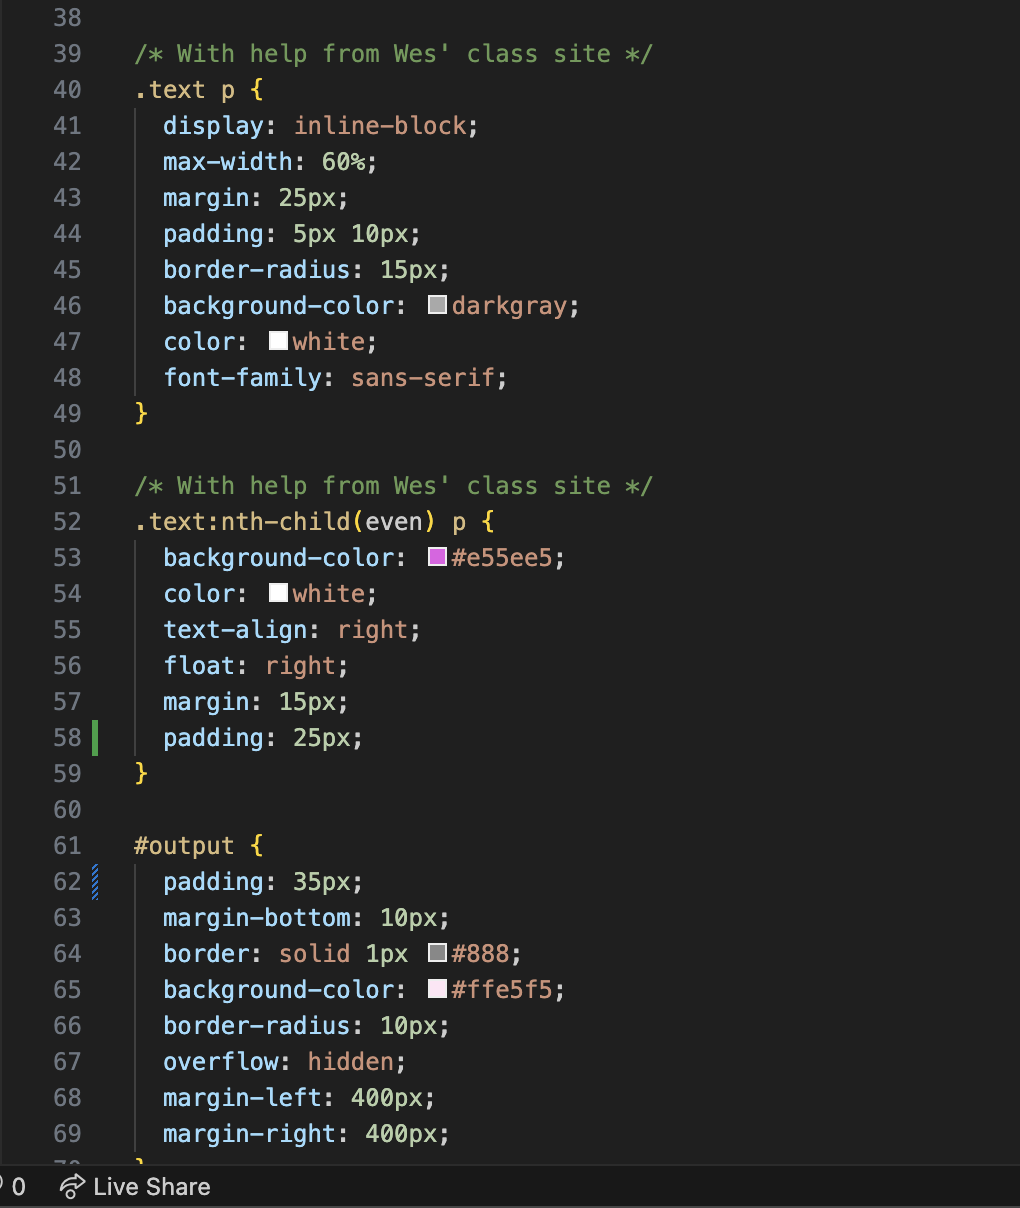 38
39 /* With help from Wes' class site */
40 .text p {
41 display: inline-block;
42 max-width: 60%;
43 margin: 25px;
44 padding: 5px 10px;
45 border-radius: 15px;
46 background-color: darkgray;
47 color: white;
48 font-family: sans-serif;
49 }
50
51 /* With help from Wes' class site */
52 .text:nth-child(even) p {
53 background-color: #e55ee5;
54 color: white;
55 text-align: right;
56 float: right;
57 margin: 15px;
58 padding: 25px;
59 }
60
61 #output {
62 padding: 35px;
63 margin-bottom: 10px;
64 border: solid 1px #888;
65 background-color: #ffe5f5;
66 border-radius: 10px;
67 overflow: hidden;
68 margin-left: 400px;
69 margin-right: 400px;
0 Live Share